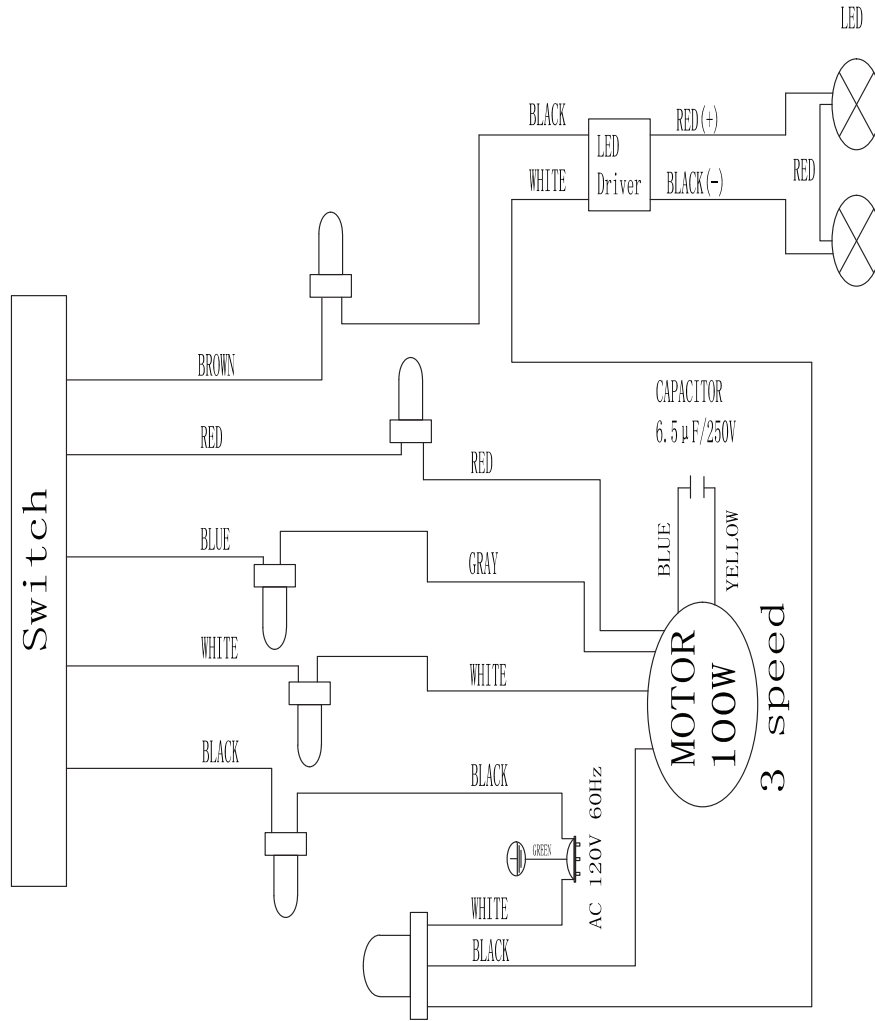 LED
BLACK
RED(+)
LED
Driver
WHITE
BLACK(-)
RED
BROWN
CAPACITOR
6.5μF/250V
RED
RED
Switch
BLUE
GRAY
BLUE
YELLOW
WHITE
WHITE
MOTOR
100W
3 speed
BLACK
BLACK
AC 120V 60Hz
GREEN
WHITE
BLACK